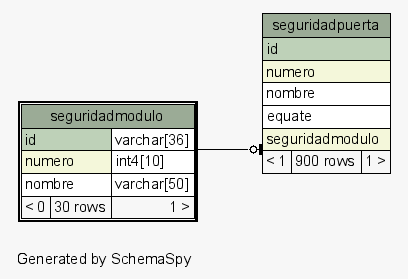 seguridadpuerta
id
numero
nombre
equate
seguridadmodulo
< 1 900 rows 1 >
seguridadmodulo
id varchar[36]
numero int4[10]
nombre varchar[50]
< 0 30 rows 1 >
Generated by SchemaSpy